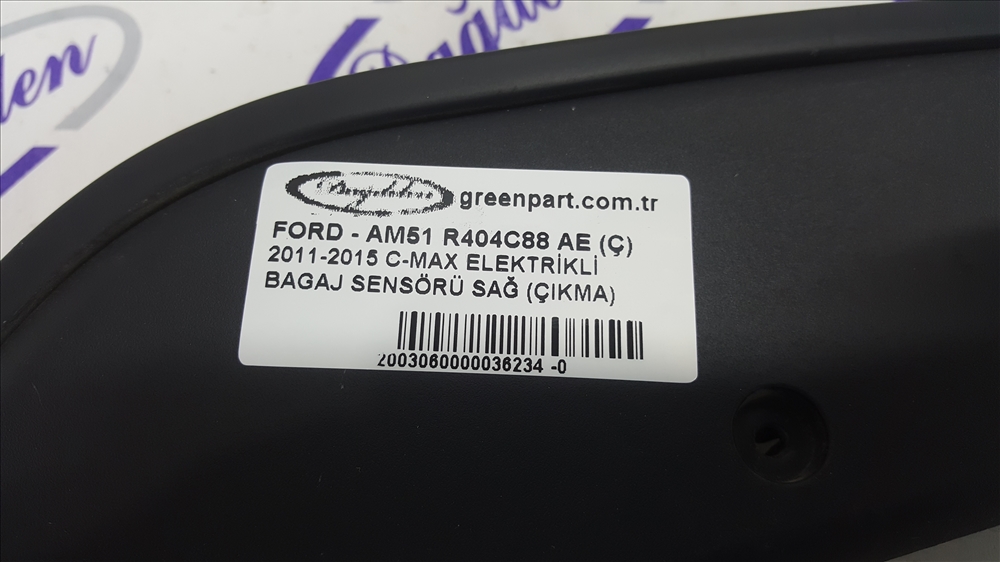 greenpart.com.tr
FORD - AM51 R404C88 AE (Ç)
2011-2015 C-MAX ELEKTRİKLİ
BAGAJ SENSÖRÜ SAĞ (ÇIKMA)
2003060000036234 -0